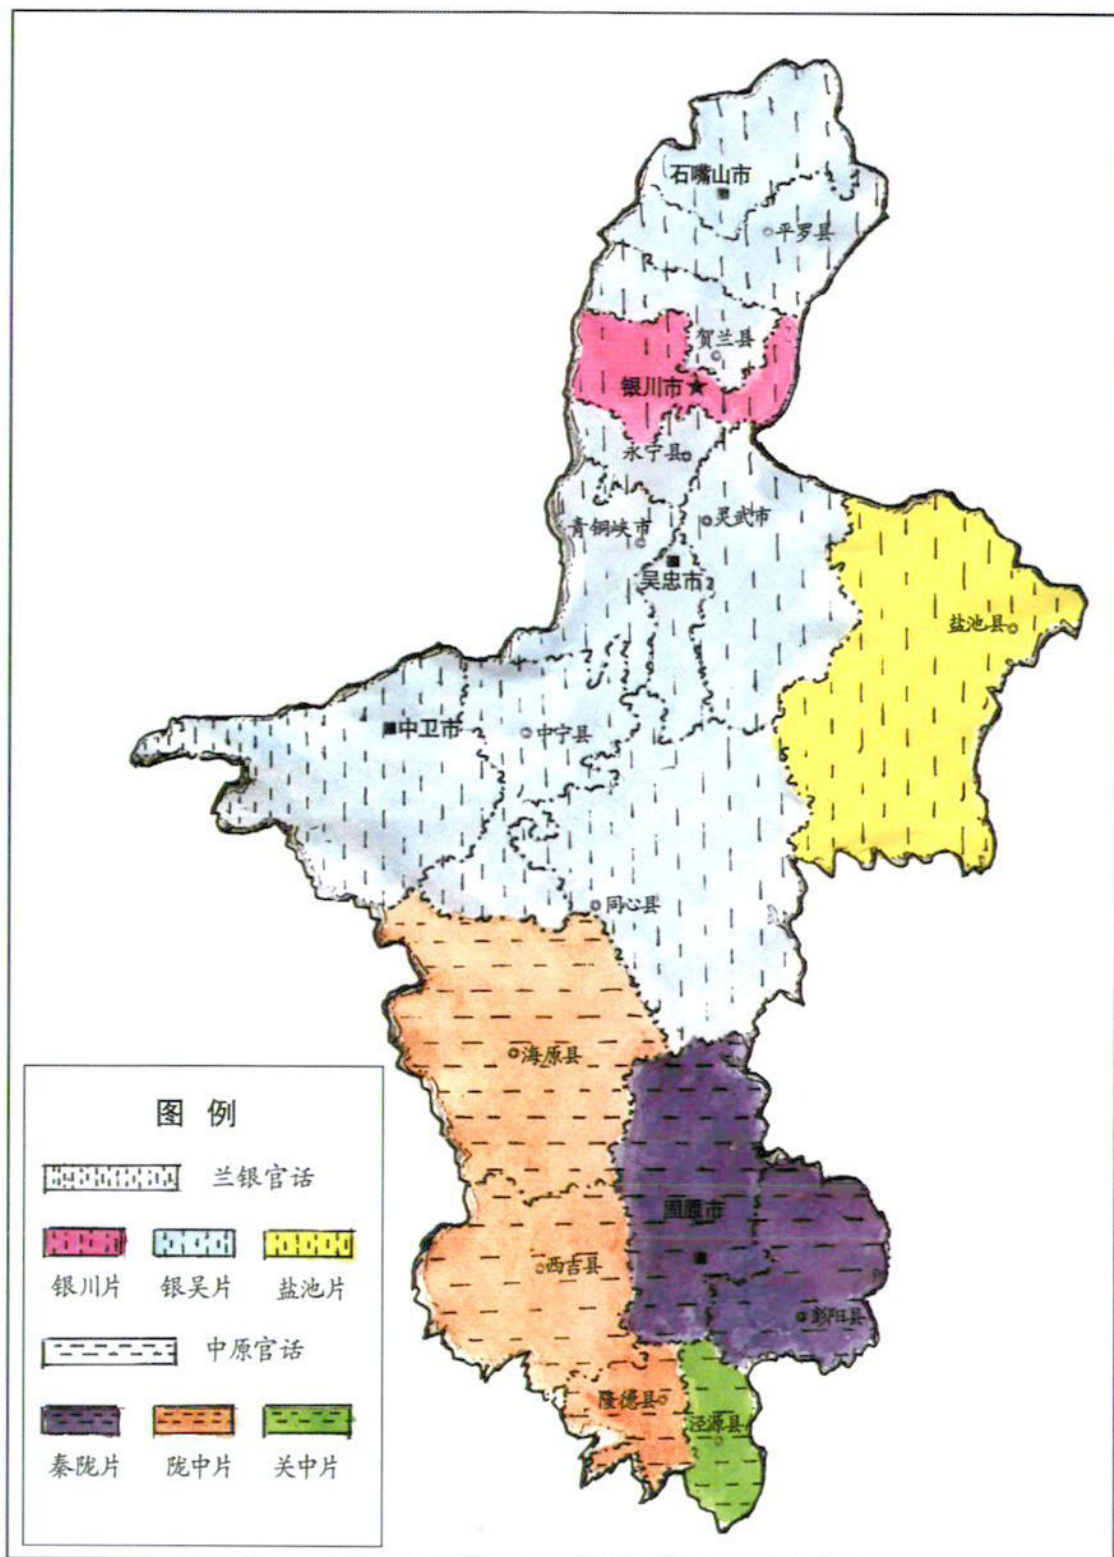 石嘴山市
平罗县
贺兰县
银川市
永宁县
灵武市
青铜峡市
吴忠市
盐池县
中卫市
中宁县
同心县
海原县
固原市
西吉县
彭阳县
隆德县
泾源县
图例
兰银官话
银川片 银吴片 盐池片
中原官话
秦陇片 陇中片 关中片